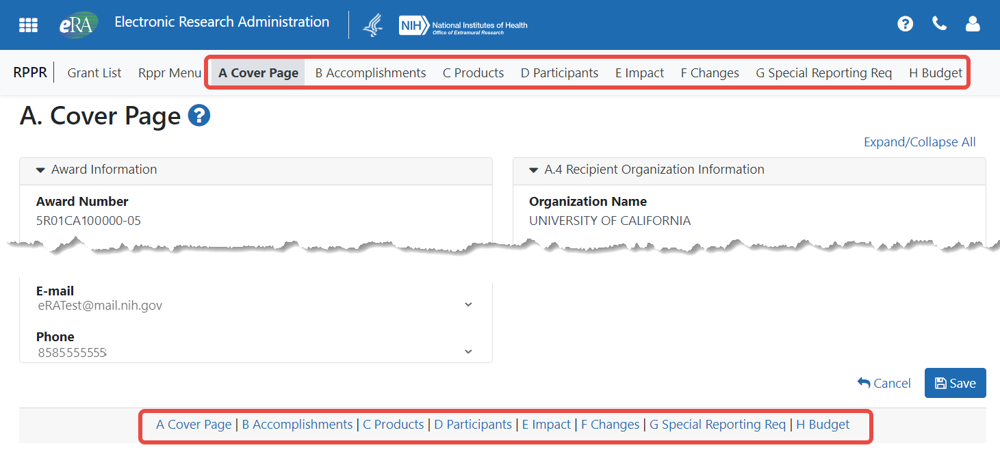 eRA Electronic Research Administration NIH National Institutes of Health
Office of Extramural Research
RPPR Grant List Rppr Menu A Cover Page B Accomplishments C Products D Participants E Impact F Changes G Special Reporting Req H Budget
A. Cover Page ?
Expand/Collapse All
Award Information
A.4 Recipient Organization Information
Award Number
5R01CA100000-05
Organization Name
UNIVERSITY OF CALIFORNIA
E-mail
eRATest@mail.nih.gov
Phone
8585555555
Cancel Save
A Cover Page | B Accomplishments | C Products | D Participants | E Impact | F Changes | G Special Reporting Req | H Budget